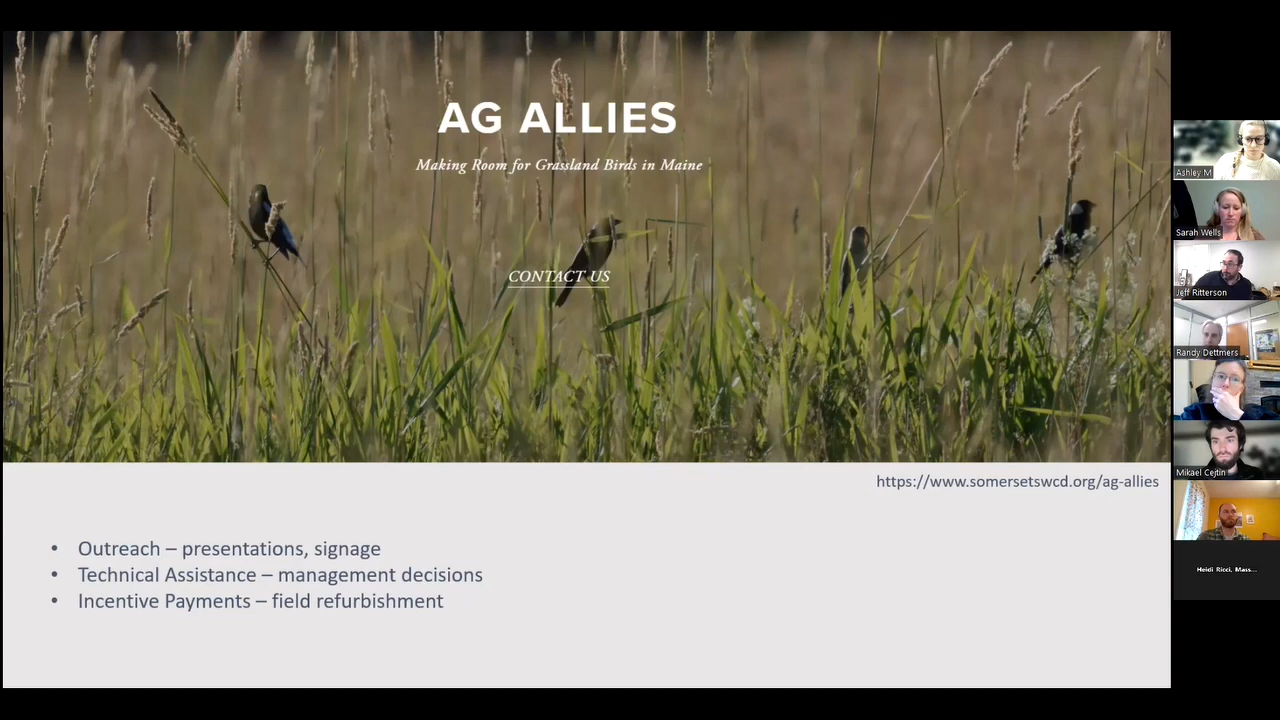 AG ALLIES
Making Room for Grassland Birds in Maine
CONTACT US
https://www.somersetswcd.org/ag-allies
• Outreach – presentations, signage
• Technical Assistance – management decisions
• Incentive Payments – field refurbishment
Ashley M
Sarah Wells
Jeff Ritterson
Randy Dettmers
Mikael Cejtin
Heidi Ricci, Mass...